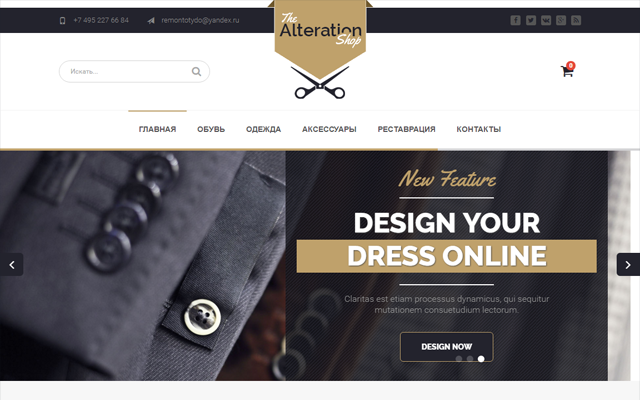 +7 495 227 66 84
remontotydo@yandex.ru
The
Alteration
Shop
Искать...
0
ГЛАВНАЯ
ОБУВЬ
ОДЕЖДА
АКСЕССУАРЫ
РЕСТАВРАЦИЯ
КОНТАКТЫ
New Feature
DESIGN YOUR
DRESS ONLINE
Claritas est etiam processus dynamicus, qui sequitur
mutationem consuetudium lectorum.
DESIGN NOW